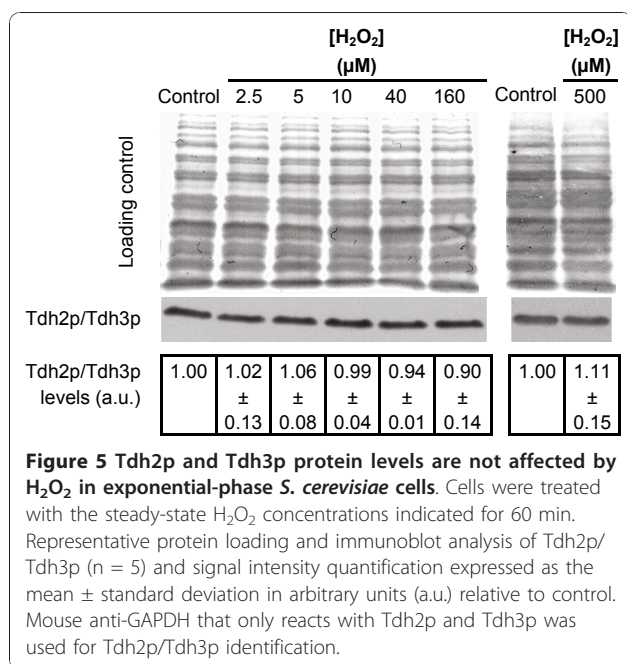 [H₂O₂] [H₂O₂]
(µM) (µM)
Control 2.5 5 10 40 160 Control 500
Loading control
Tdh2p/Tdh3p
Tdh2p/Tdh3p 1.00 1.02 1.06 0.99 0.94 0.90 1.00 1.11
levels (a.u.) ± ± ± ± ± ±
0.13 0.08 0.04 0.01 0.14 0.15
Figure 5 Tdh2p and Tdh3p protein levels are not affected by
H₂O₂ in exponential-phase S. cerevisiae cells. Cells were treated
with the steady-state H₂O₂ concentrations indicated for 60 min.
Representative protein loading and immunoblot analysis of Tdh2p/
Tdh3p (n = 5) and signal intensity quantification expressed as the
mean ± standard deviation in arbitrary units (a.u.) relative to control.
Mouse anti-GAPDH that only reacts with Tdh2p and Tdh3p was
used for Tdh2p/Tdh3p identification.